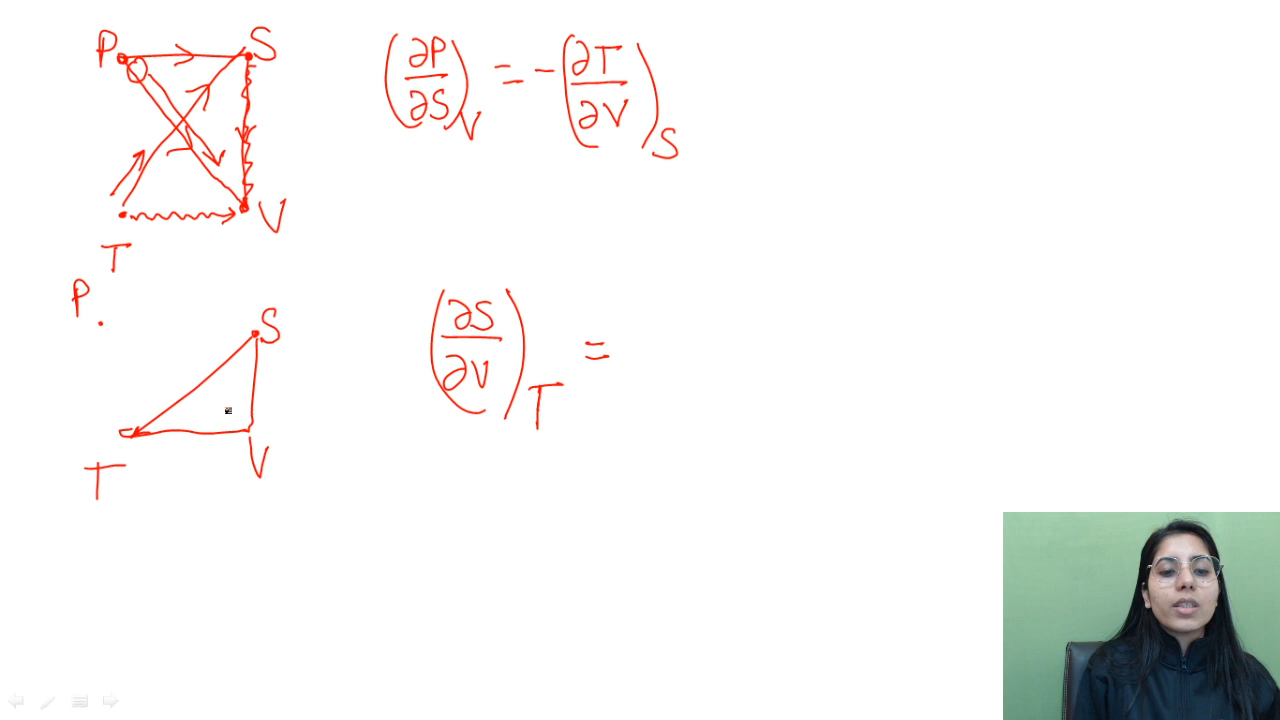 P S
T V
(∂P/∂S)_V = -(∂T/∂V)_S
P. S
T V
(∂S/∂V)_T =